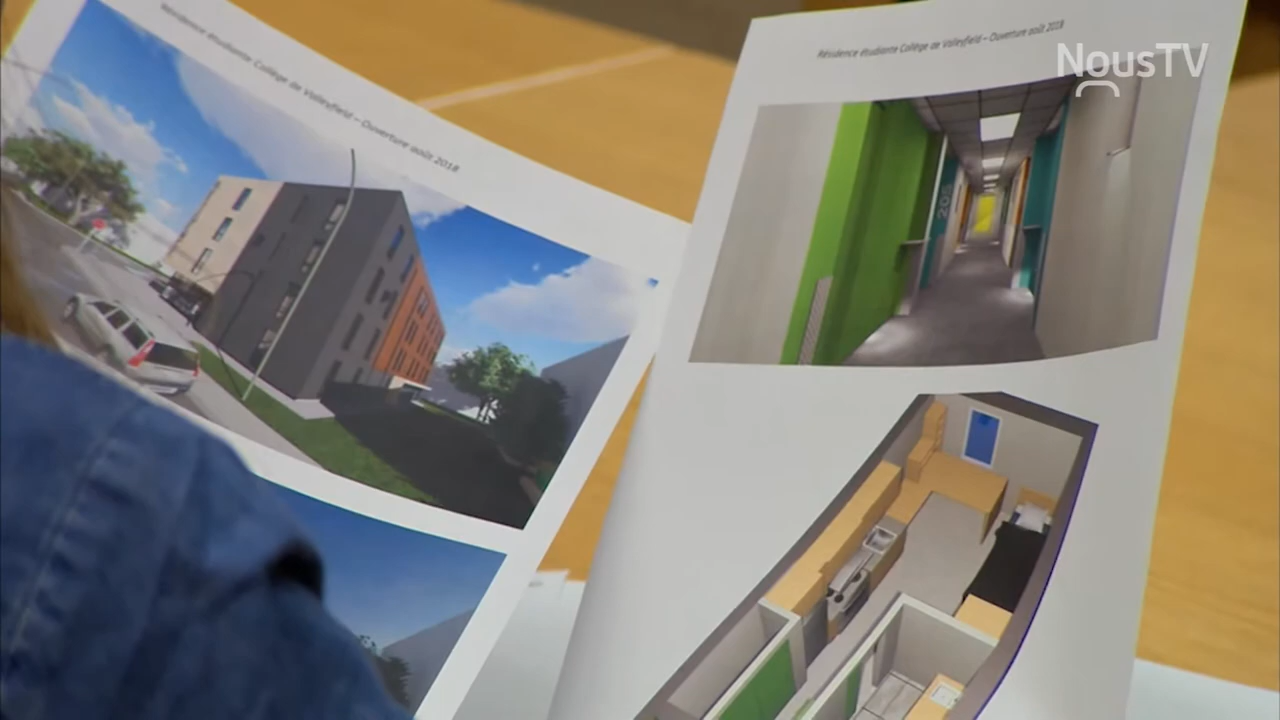 Résidence étudiante Collège de Valleyfield – Ouverture août 2018
Résidence étudiante Collège de Valleyfield – Ouverture août 2018
NousTV
205